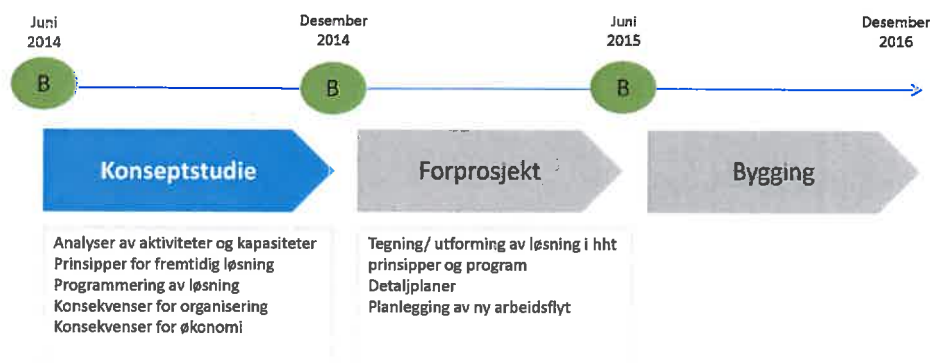 Juni
2014
Desember
2014
Juni
2015
Desember
2016
B
B
B
Konseptstudie
Forprosjekt
Bygging
Analyser av aktiviteter og kapasiteter
Prinsipper for fremtidig løsning
Programmering av løsning
Konsekvenser for organisering
Konsekvenser for økonomi
Tegning/ utforming av løsning i hht
prinsipper og program
Detaljplaner
Planlegging av ny arbeidsflyt